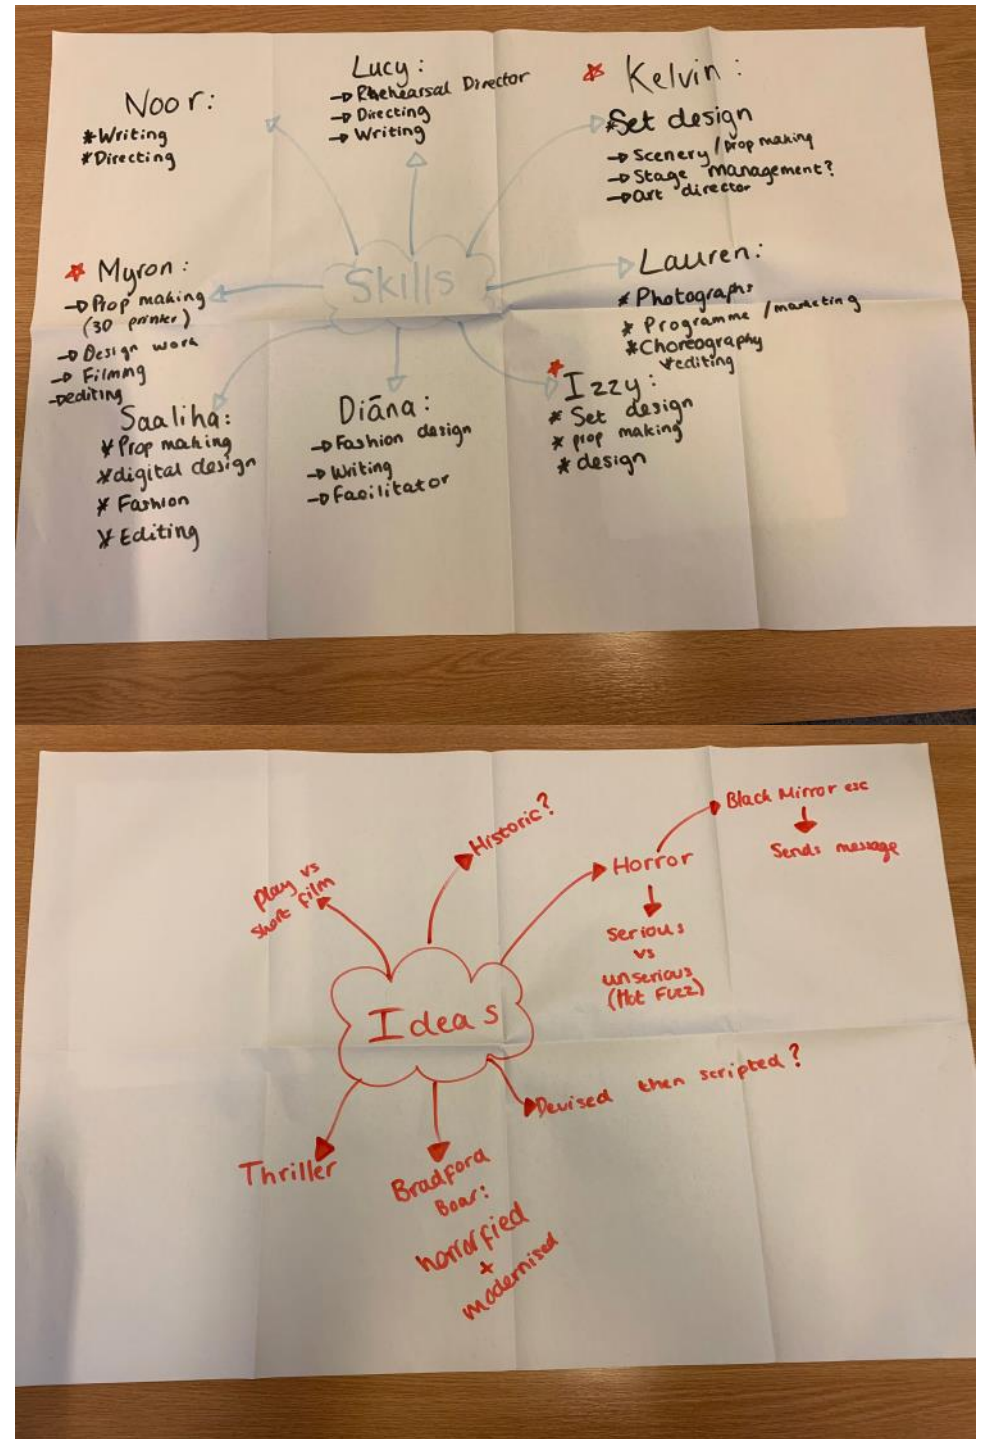 Noor:
*Writing
*Directing
Lucy:
→ Rehearsal Director
→ Directing
→ Writing
Kelvin:
*Set design
→ Scenery/prop making
→ Stage management?
→ art director
Skills
Myron:
→ Prop making
(3D printer)
→ Design work
→ Filming
→ editing
Lauren:
* Photographs
* Programme / marketing
* Choreography
* editing
Saaliha:
* Prop making
* digital design
* Fashion
* Editing
Diāna:
→ Fashion design
→ Writing
→ Facilitator
Izzy:
* Set design
* prop making
* design
play vs
short film
Historic?
Horror
Black Mirror esc
Sends message
Serious
vs
unserious
(Hot Fuzz)
Ideas
Devised then scripted?
Thriller
Bradford
Boar:
horrorfied
+
modernised